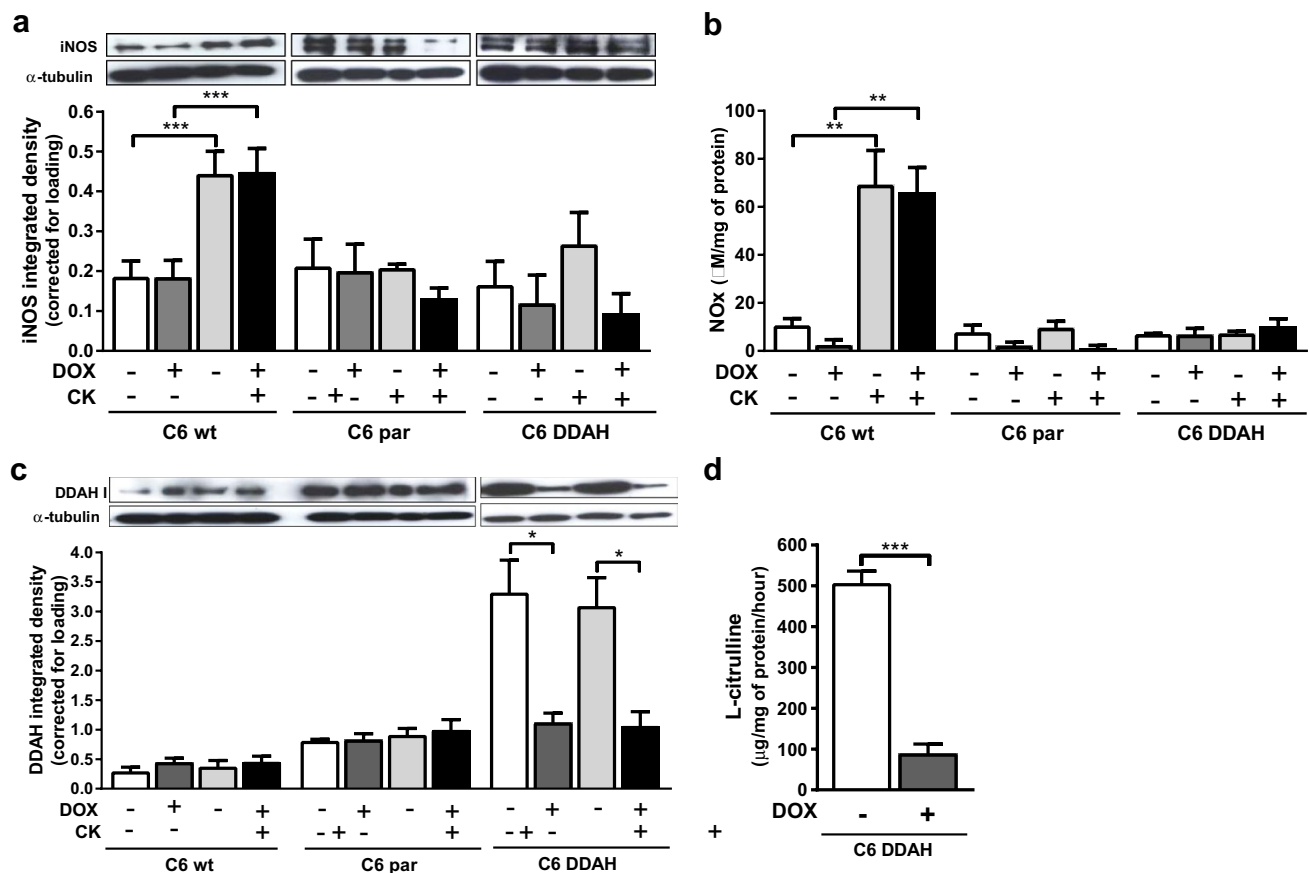 a
iNOS
α-tubulin
*** ***
iNOS integrated density
(corrected for loading)
0.6
0.5
0.4
0.3
0.2
0.1
0.0
DOX - + - + - + - + - + - +
CK - - + - + - + + - - + +
C6 wt C6 par C6 DDAH
b
** **
NOx (□M/mg of protein)
100
80
60
40
20
0
DOX - + - + - + - + - + - +
CK - - + + - - + + - - + +
C6 wt C6 par C6 DDAH
c
DDAH I
α-tubulin
* *
DDAH integrated density
(corrected for loading)
4.0
3.5
3.0
2.5
2.0
1.5
1.0
0.5
0.0
DOX - + - + - + - + - + - +
CK - - + - + - + - + - + +
C6 wt C6 par C6 DDAH
d
***
L-citrulline
(μg/mg of protein/hour)
600
500
400
300
200
100
0
DOX - +
C6 DDAH